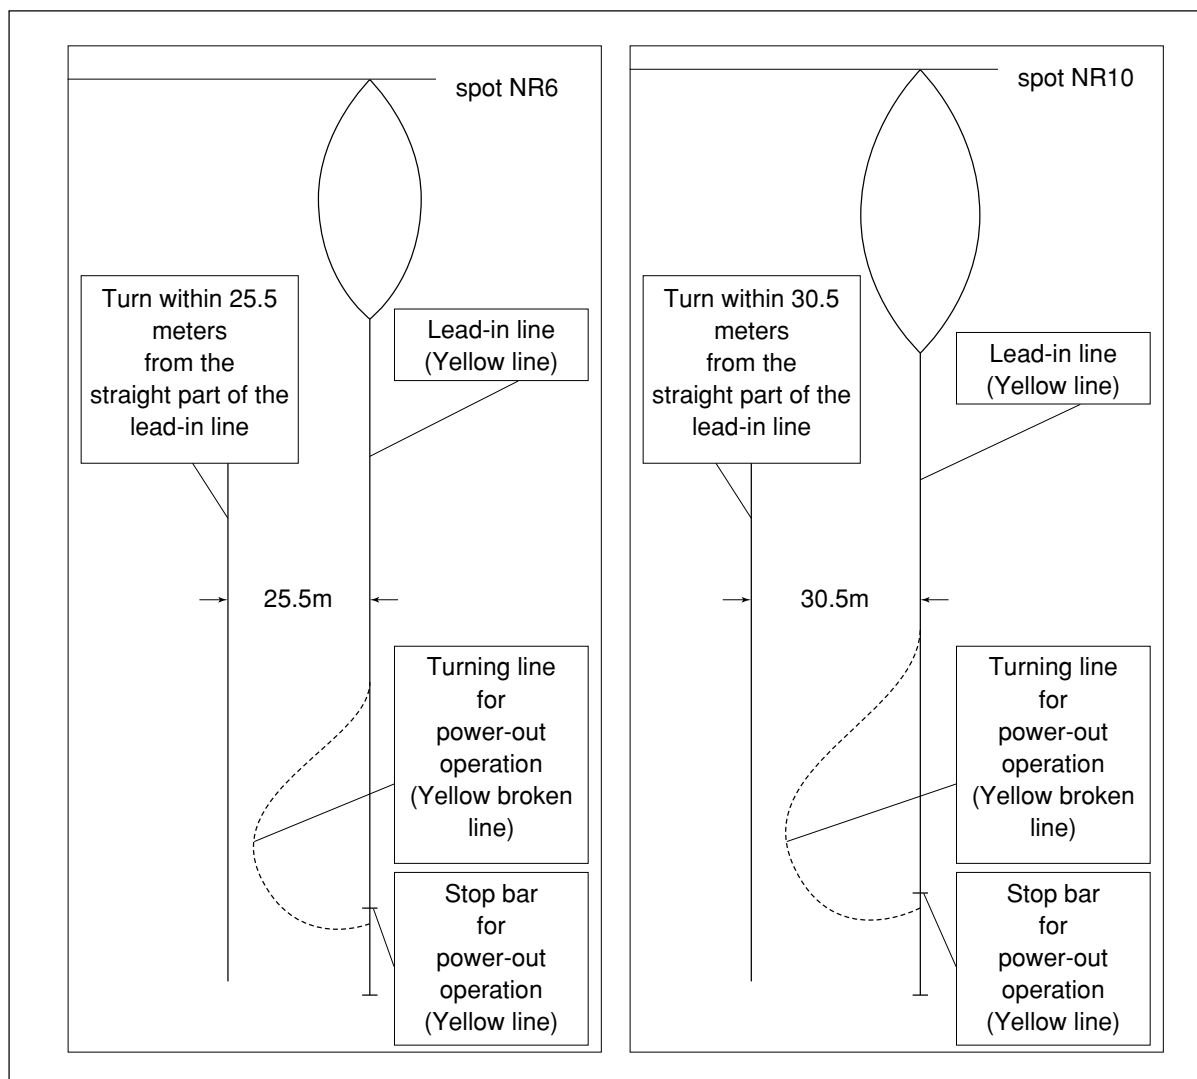 spot NR6
Turn within 25.5
meters
from the
straight part of the
lead-in line
Lead-in line
(Yellow line)
25.5m
Turning line
for
power-out
operation
(Yellow broken
line)
Stop bar
for
power-out
operation
(Yellow line)
spot NR10
Turn within 30.5
meters
from the
straight part of the
lead-in line
Lead-in line
(Yellow line)
30.5m
Turning line
for
power-out
operation
(Yellow broken
line)
Stop bar
for
power-out
operation
(Yellow line)